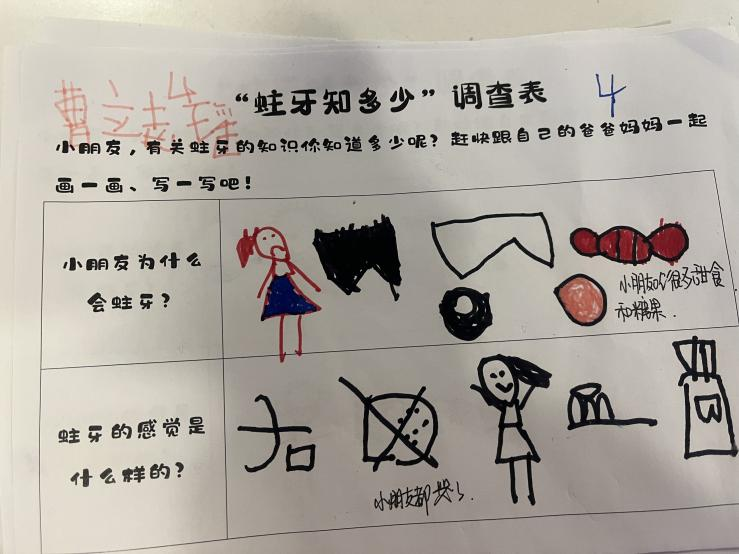 “蛀牙知多少”调查表
4
小朋友，有关蛀牙的知识你知道多少呢？赶快跟自己的爸爸妈妈一起
画一画、写一写吧！
小朋友为什么
会蛀牙？
小朋友吃很多甜食
和糖果.
蛀牙的感觉是
什么样的？
小朋友都哭了.